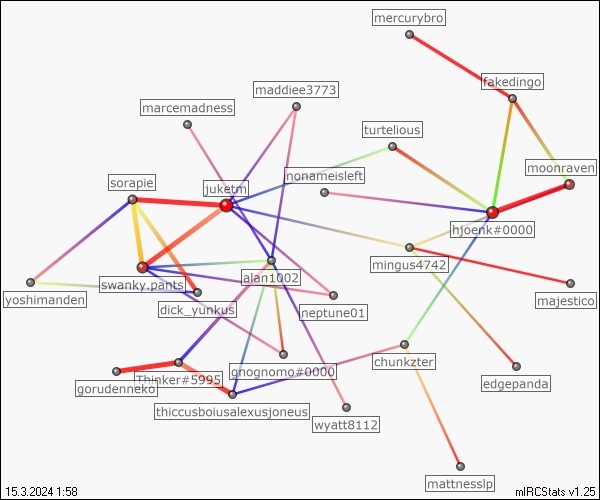 mercurybro
fakedingo
maddiee3773
marcemadness
turtelious
moonraven
nonameisleft
sorapie
juketm
hjoenk#0000
mingus4742
alan1002
swanky.pants
yoshimanden
dick_yunkus
neptune01
majestico
chunkzter
gnognomo#0000
Thinker#5995
gorudenneko
edgepanda
thiccusboiusalexusjoneus
wyatt8112
mattnesslp
15.3.2024 1:58
mIRCStats v1.25